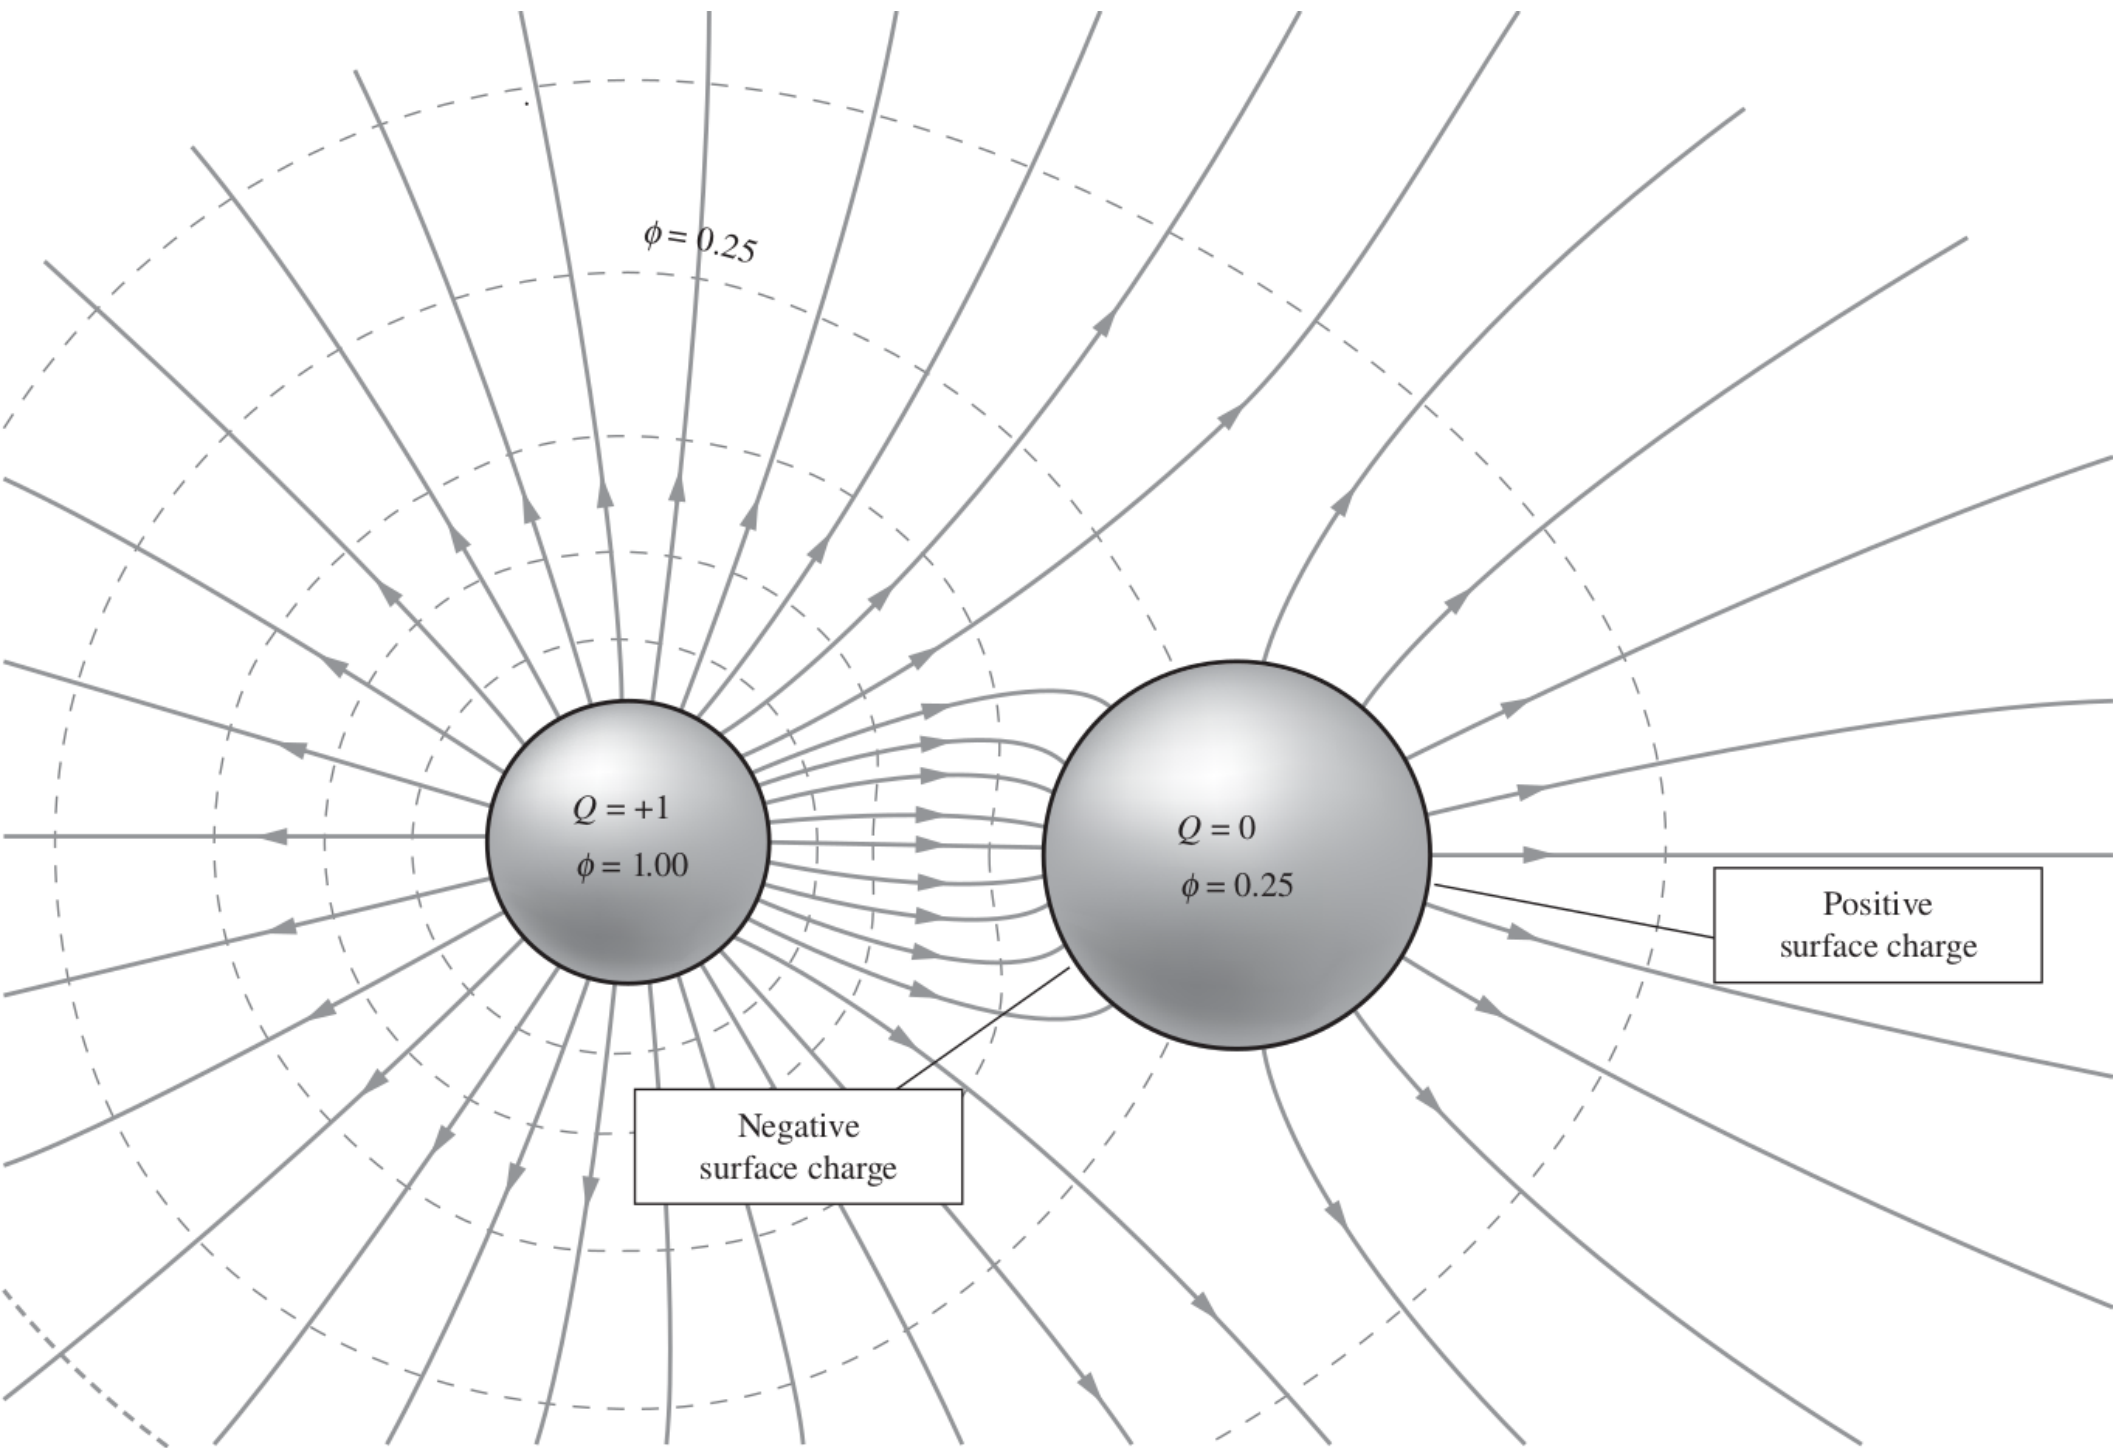 ϕ = 0.25
Q = +1
ϕ = 1.00
Q = 0
ϕ = 0.25
Positive
surface charge
Negative
surface charge